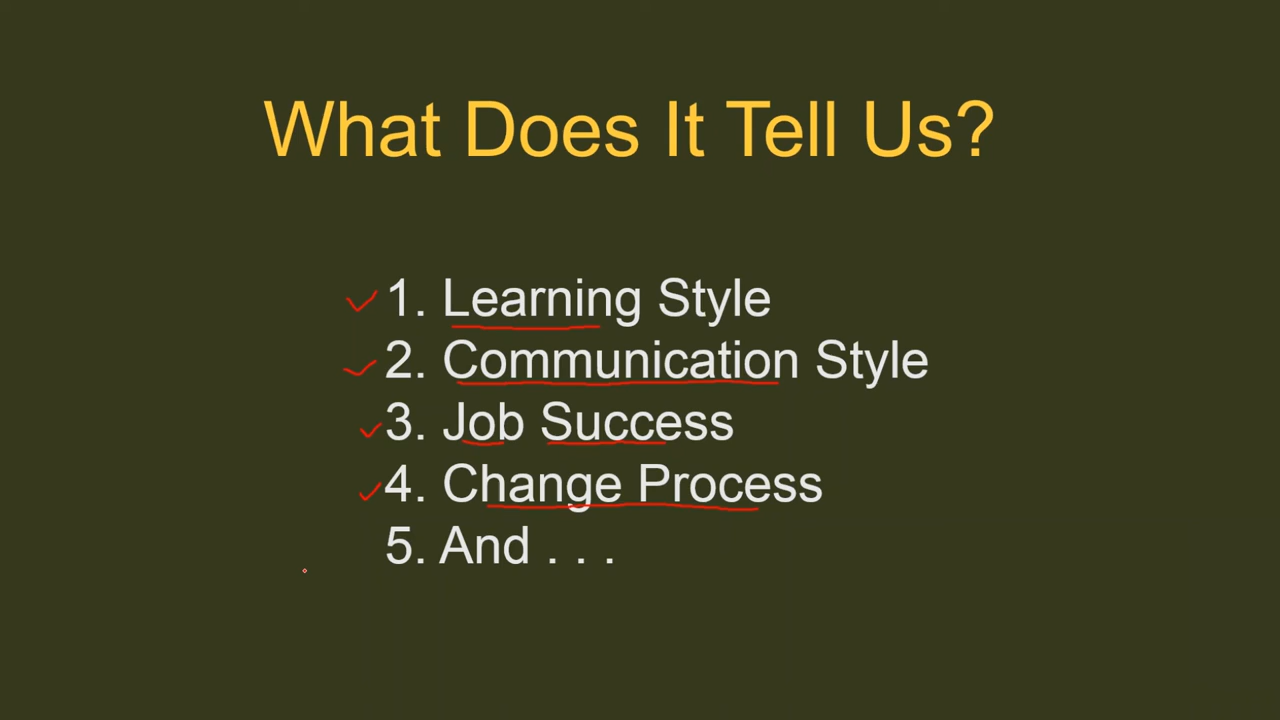 What Does It Tell Us?
1. Learning Style
2. Communication Style
3. Job Success
4. Change Process
5. And . . .